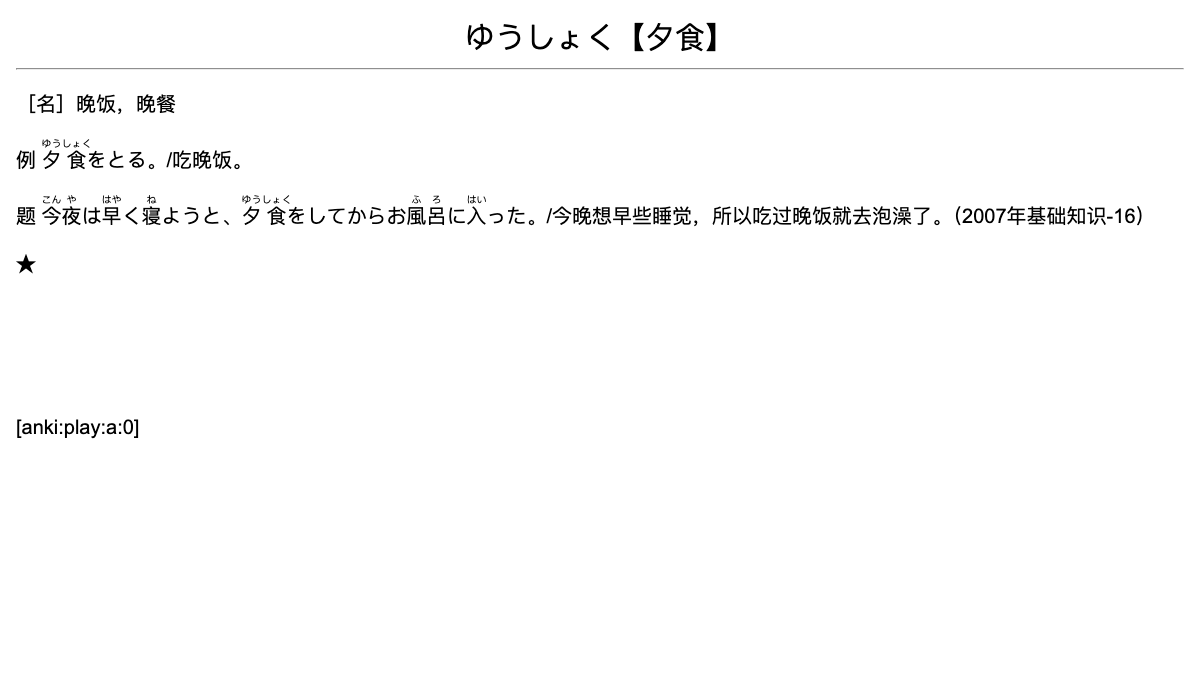 ゆうしょく【夕食】
［名］晚饭，晚餐
ゆうしょく
例 夕食をとる。/吃晚饭。
こん や はや ね ゆうしょく ふ ろ はい
题 今夜は早く寝ようと、夕食をしてからお風呂に入った。/今晚想早些睡觉，所以吃过晚饭就去泡澡了。（2007年基础知识-16）
★
[anki:play:a:0]